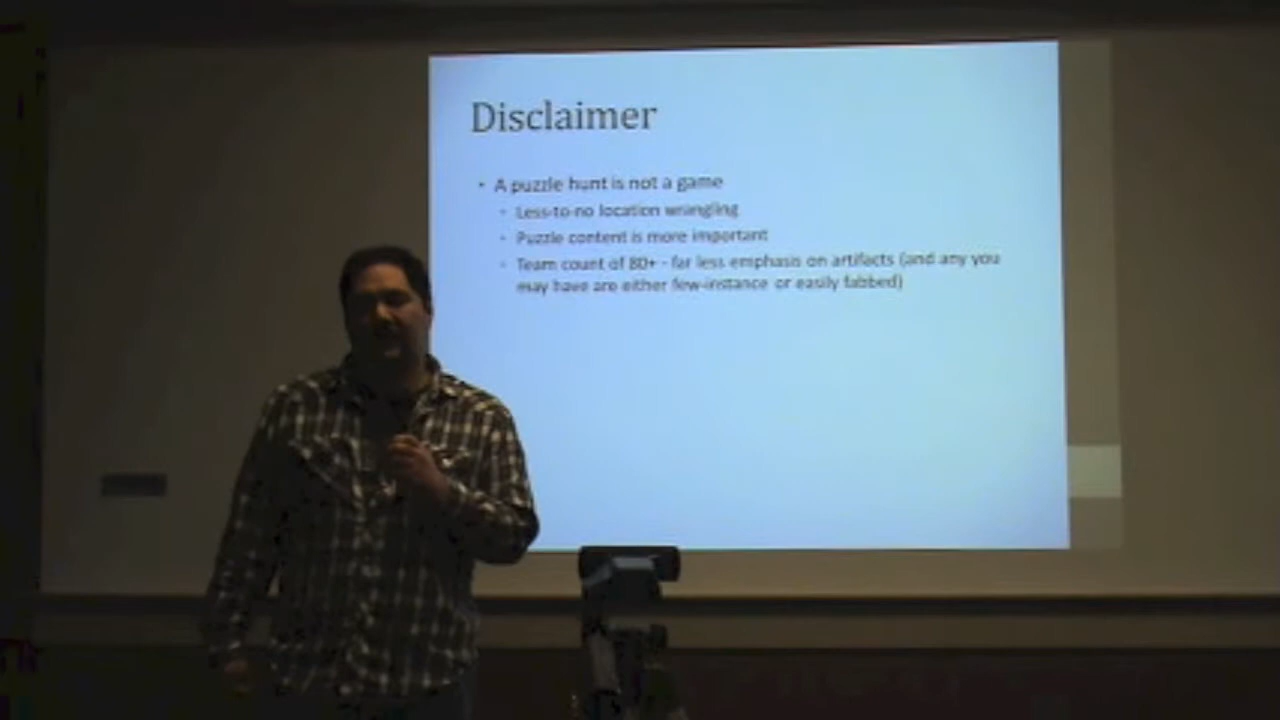 Disclaimer
• A puzzle hunt is not a game
• Less-to-no location wrangling
• Puzzle content is more important
• Team count of 80+ - far less emphasis on artifacts (and any you
may have are either few-instance or easily fabbed)